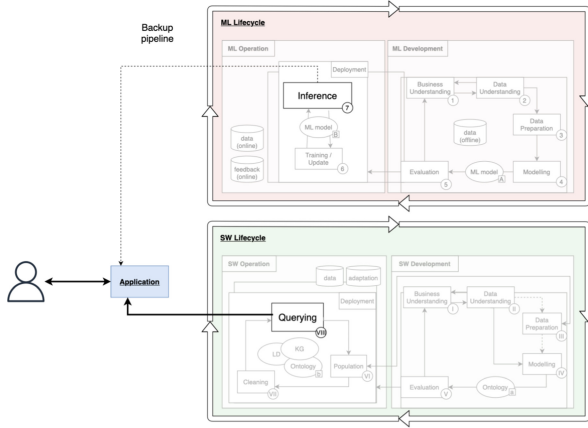 Backup
pipeline
ML Lifecycle
ML Operation
Deployment
Inference
7
ML model
B
Training /
Update
6
data
(online)
feedback
(online)
ML Development
Business
Understanding
1
Data
Understanding
2
Data
Preparation
3
data
(offline)
Modelling
4
ML model
A
Evaluation
5
Application
SW Lifecycle
SW Operation
data
adaptation
Deployment
Querying
VIII
KG
LD
Ontology
b
Population
VI
Cleaning
VII
SW Development
Business
Understanding
I
Data
Understanding
II
Data
Preparation
III
Modelling
IV
Ontology
a
Evaluation
V